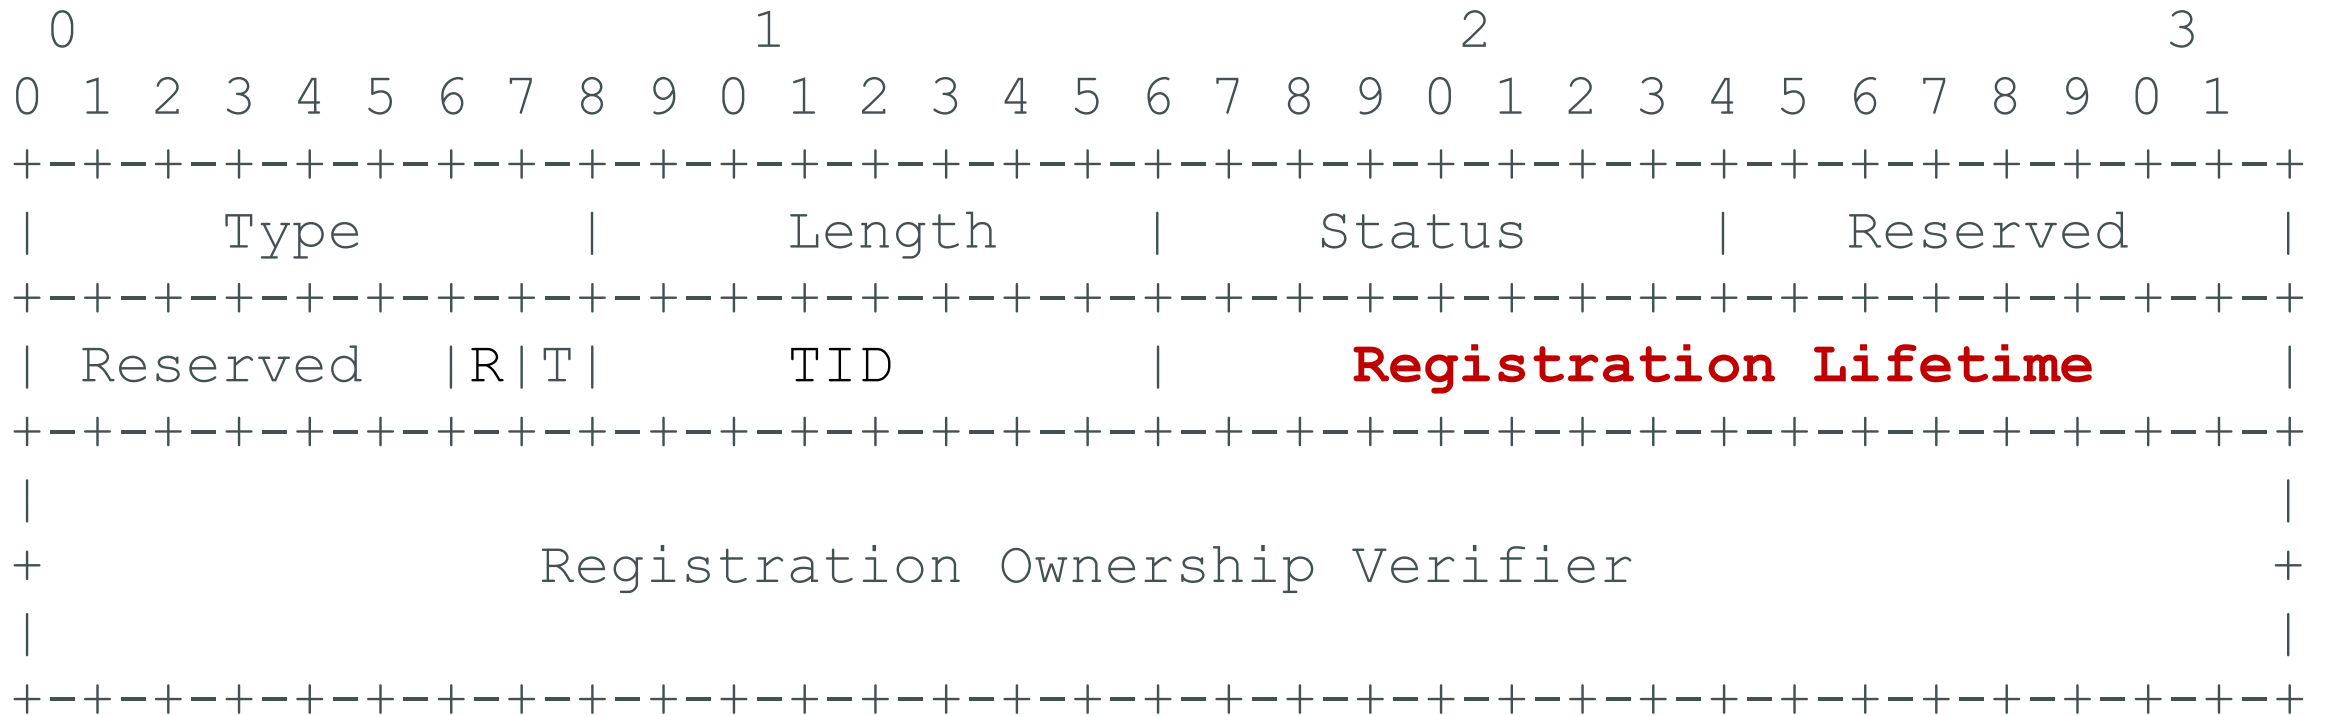 0                   1                   2                   3
0 1 2 3 4 5 6 7 8 9 0 1 2 3 4 5 6 7 8 9 0 1 2 3 4 5 6 7 8 9 0 1
+-+-+-+-+-+-+-+-+-+-+-+-+-+-+-+-+-+-+-+-+-+-+-+-+-+-+-+-+-+-+-+-+
|     Type      |     Length    |    Status     |   Reserved    |
+-+-+-+-+-+-+-+-+-+-+-+-+-+-+-+-+-+-+-+-+-+-+-+-+-+-+-+-+-+-+-+-+
| Reserved  |R|T|     TID       |     Registration Lifetime     |
+-+-+-+-+-+-+-+-+-+-+-+-+-+-+-+-+-+-+-+-+-+-+-+-+-+-+-+-+-+-+-+-+
|                                                               |
+              Registration Ownership Verifier                  +
|                                                               |
+-+-+-+-+-+-+-+-+-+-+-+-+-+-+-+-+-+-+-+-+-+-+-+-+-+-+-+-+-+-+-+-+